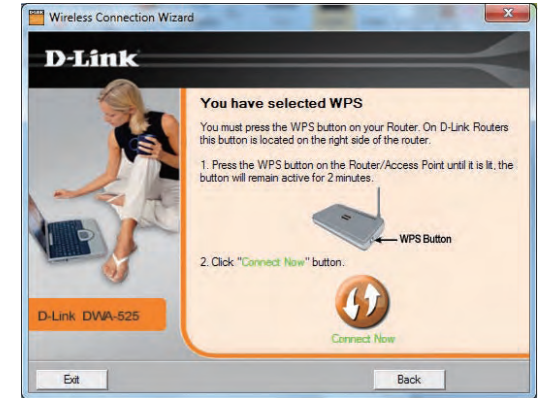 Wireless Connection Wizard
D-Link
You have selected WPS
You must press the WPS button on your Router. On D-Link Routers
this button is located on the right side of the router.
1. Press the WPS button on the Router/Access Point until it is lit, the
button will remain active for 2 minutes.
WPS Button
2. Click "Connect Now" button.
D-Link DWA-525
Connect Now
Exit
Back